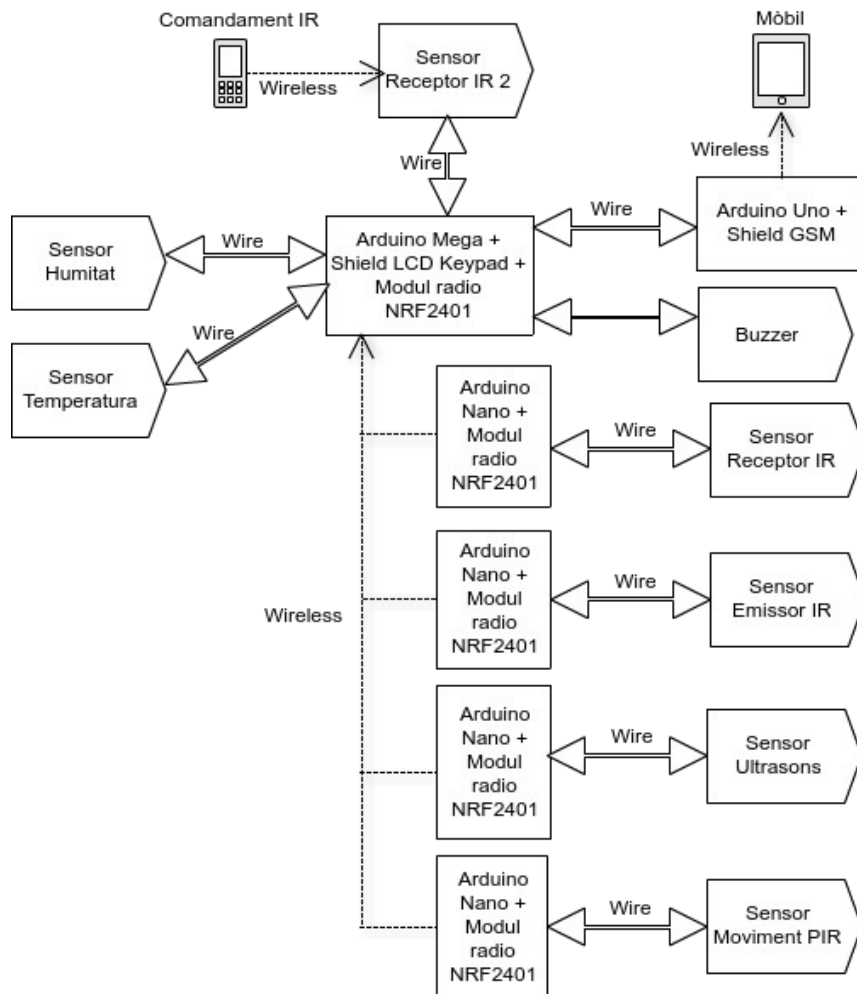 Comandament IR
Mòbil
Sensor
Receptor IR 2
Wireless
Wireless
Wire
Wire
Arduino Uno +
Shield GSM
Sensor
Humitat
Wire
Arduino Mega +
Shield LCD Keypad +
Modul radio
NRF2401
Buzzer
Wire
Sensor
Temperatura
Arduino
Nano +
Modul
radio
NRF2401
Wire
Sensor
Receptor IR
Arduino
Nano +
Modul
radio
NRF2401
Wire
Sensor
Emissor IR
Wireless
Arduino
Nano +
Modul
radio
NRF2401
Wire
Sensor
Ultrasons
Arduino
Nano +
Modul
radio
NRF2401
Wire
Sensor
Moviment PIR